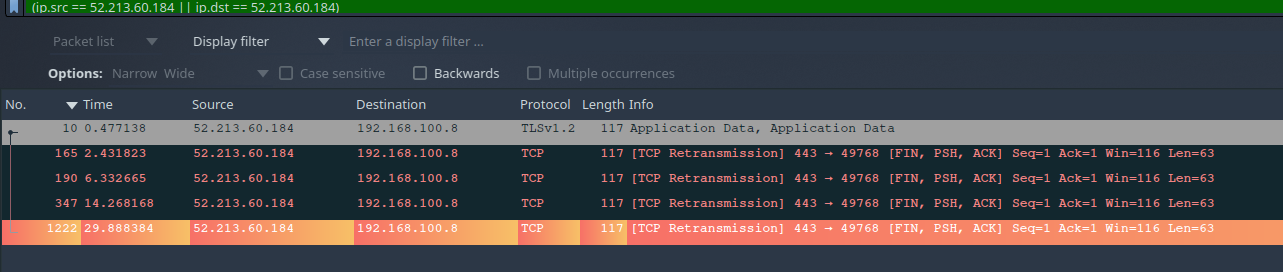 (ip.src == 52.213.60.184 || ip.dst == 52.213.60.184)
Packet list Display filter Enter a display filter ...
Options: Narrow Wide Case sensitive Backwards Multiple occurrences
No. Time Source Destination Protocol Length Info
10 0.477138 52.213.60.184 192.168.100.8 TLSv1.2 117 Application Data, Application Data
165 2.431823 52.213.60.184 192.168.100.8 TCP 117 [TCP Retransmission] 443 → 49768 [FIN, PSH, ACK] Seq=1 Ack=1 Win=116 Len=63
190 6.332665 52.213.60.184 192.168.100.8 TCP 117 [TCP Retransmission] 443 → 49768 [FIN, PSH, ACK] Seq=1 Ack=1 Win=116 Len=63
347 14.268168 52.213.60.184 192.168.100.8 TCP 117 [TCP Retransmission] 443 → 49768 [FIN, PSH, ACK] Seq=1 Ack=1 Win=116 Len=63
1222 29.888384 52.213.60.184 192.168.100.8 TCP 117 [TCP Retransmission] 443 → 49768 [FIN, PSH, ACK] Seq=1 Ack=1 Win=116 Len=63